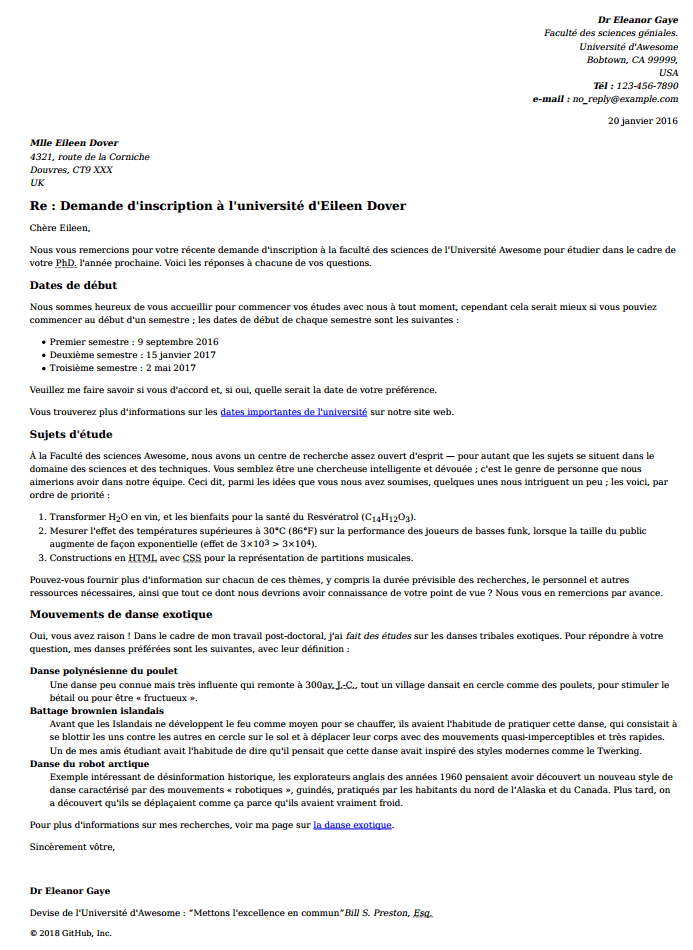 Dr Eleanor Gaye
Faculté des sciences géniales.
Université d'Awesome
Bobtown, CA 99999,
USA
Tél : 123-456-7890
e-mail : no_reply@example.com
20 janvier 2016
Mlle Eileen Dover
4321, route de la Corniche
Douvres, CT9 XXX
UK
Re : Demande d'inscription à l'université d'Eileen Dover
Chère Eileen,
Nous vous remercions pour votre récente demande d'inscription à la faculté des sciences de l'Université Awesome pour étudier dans le cadre de
votre PhD. l'année prochaine. Voici les réponses à chacune de vos questions.
Dates de début
Nous sommes heureux de vous accueillir pour commencer vos études avec nous à tout moment, cependant cela serait mieux si vous pouviez
commencer au début d'un semestre ; les dates de début de chaque semestre sont les suivantes :
• Premier semestre : 9 septembre 2016
• Deuxième semestre : 15 janvier 2017
• Troisième semestre : 2 mai 2017
Veuillez me faire savoir si vous d'accord et, si oui, quelle serait la date de votre préférence.
Vous trouverez plus d'informations sur les dates importantes de l'université sur notre site web.
Sujets d'étude
À la Faculté des sciences Awesome, nous avons un centre de recherche assez ouvert d'esprit — pour autant que les sujets se situent dans le
domaine des sciences et des techniques. Vous semblez être une chercheuse intelligente et dévouée ; c'est le genre de personne que nous
aimerions avoir dans notre équipe. Ceci dit, parmi les idées que vous nous avez soumises, quelques unes nous intriguent un peu ; les voici, par
ordre de priorité :
1. Transformer H₂O en vin, et les bienfaits pour la santé du Resvératrol (C₁₄H₁₂O₃).
2. Mesurer l'effet des températures supérieures à 30°C (86°F) sur la performance des joueurs de basses funk, lorsque la taille du public
augmente de façon exponentielle (effet de 3×10³ > 3×10⁴).
3. Constructions en HTML avec CSS pour la représentation de partitions musicales.
Pouvez-vous fournir plus d'information sur chacun de ces thèmes, y compris la durée prévisible des recherches, le personnel et autres
ressources nécessaires, ainsi que tout ce dont nous devrions avoir connaissance de votre point de vue ? Nous vous en remercions par avance.
Mouvements de danse exotique
Oui, vous avez raison ! Dans le cadre de mon travail post-doctoral, j'ai fait des études sur les danses tribales exotiques. Pour répondre à votre
question, mes danses préférées sont les suivantes, avec leur définition :
Danse polynésienne du poulet
Une danse peu connue mais très influente qui remonte à 300av. J.-C., tout un village dansait en cercle comme des poulets, pour stimuler le
bétail ou pour être « fructueux ».
Battage brownien islandais
Avant que les Islandais ne développent le feu comme moyen pour se chauffer, ils avaient l'habitude de pratiquer cette danse, qui consistait à
se blottir les uns contre les autres en cercle sur le sol et à déplacer leur corps avec des mouvements quasi-imperceptibles et très rapides.
Un de mes amis étudiant avait l'habitude de dire qu'il pensait que cette danse avait inspiré des styles modernes comme le Twerking.
Danse du robot arctique
Exemple intéressant de désinformation historique, les explorateurs anglais des années 1960 pensaient avoir découvert un nouveau style de
danse caractérisé par des mouvements « robotiques », guindés, pratiqués par les habitants du nord de l'Alaska et du Canada. Plus tard, on
a découvert qu'ils se déplaçaient comme ça parce qu'ils avaient vraiment froid.
Pour plus d'informations sur mes recherches, voir ma page sur la danse exotique.
Sincèrement vôtre,
Dr Eleanor Gaye
Devise de l'Université d'Awesome : “Mettons l'excellence en commun”Bill S. Preston, Esq.
© 2018 GitHub, Inc.